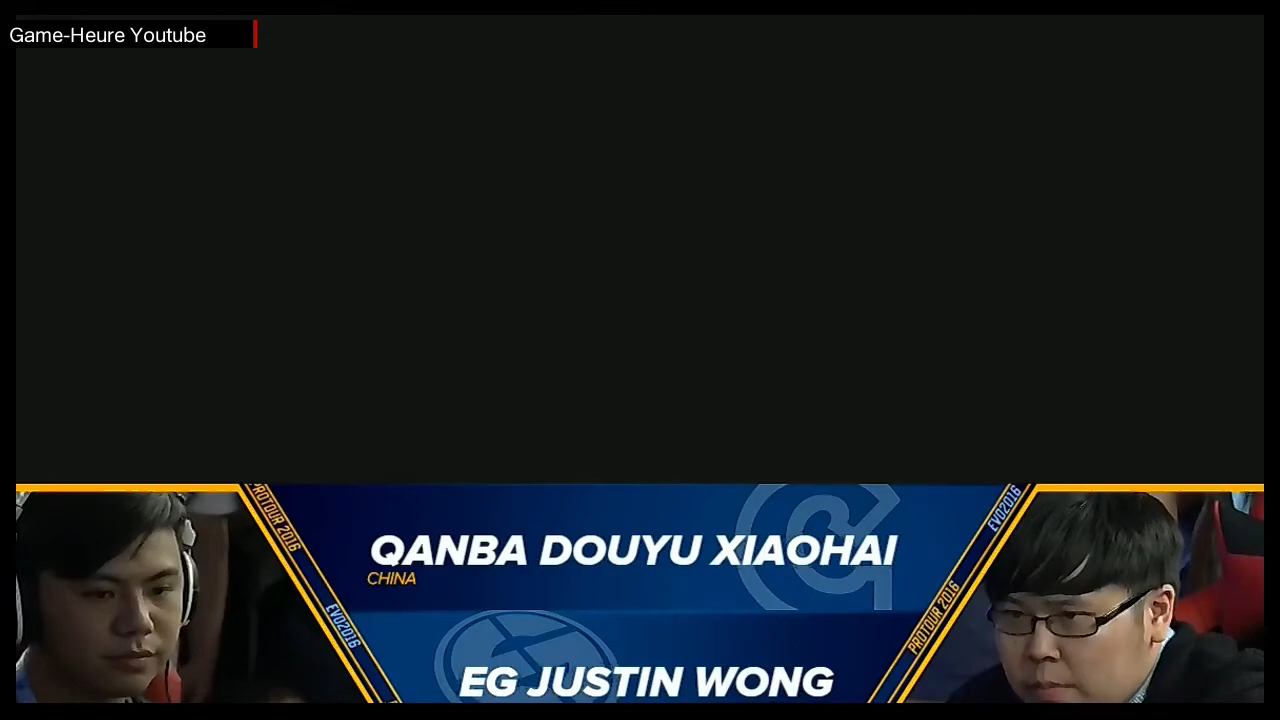 Game-Heure Youtube
PROTOUR 2016
EVO2016
QANBA DOUYU XIAOHAI
CHINA
EG JUSTIN WONG
EVO2016
PROTOUR 2016